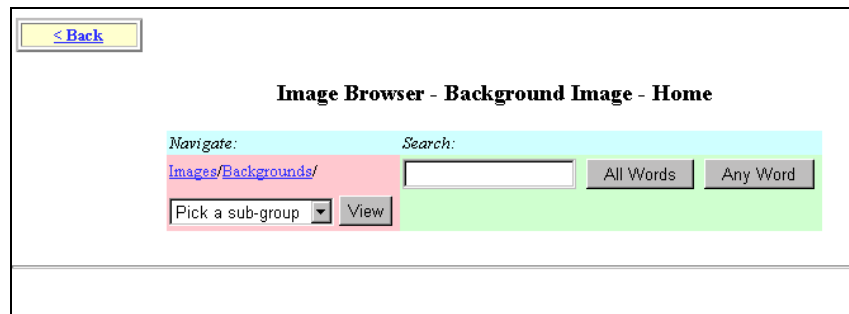 < Back
Image Browser - Background Image - Home
Navigate: Search:
Images/Backgrounds/ All Words Any Word
Pick a sub-group View